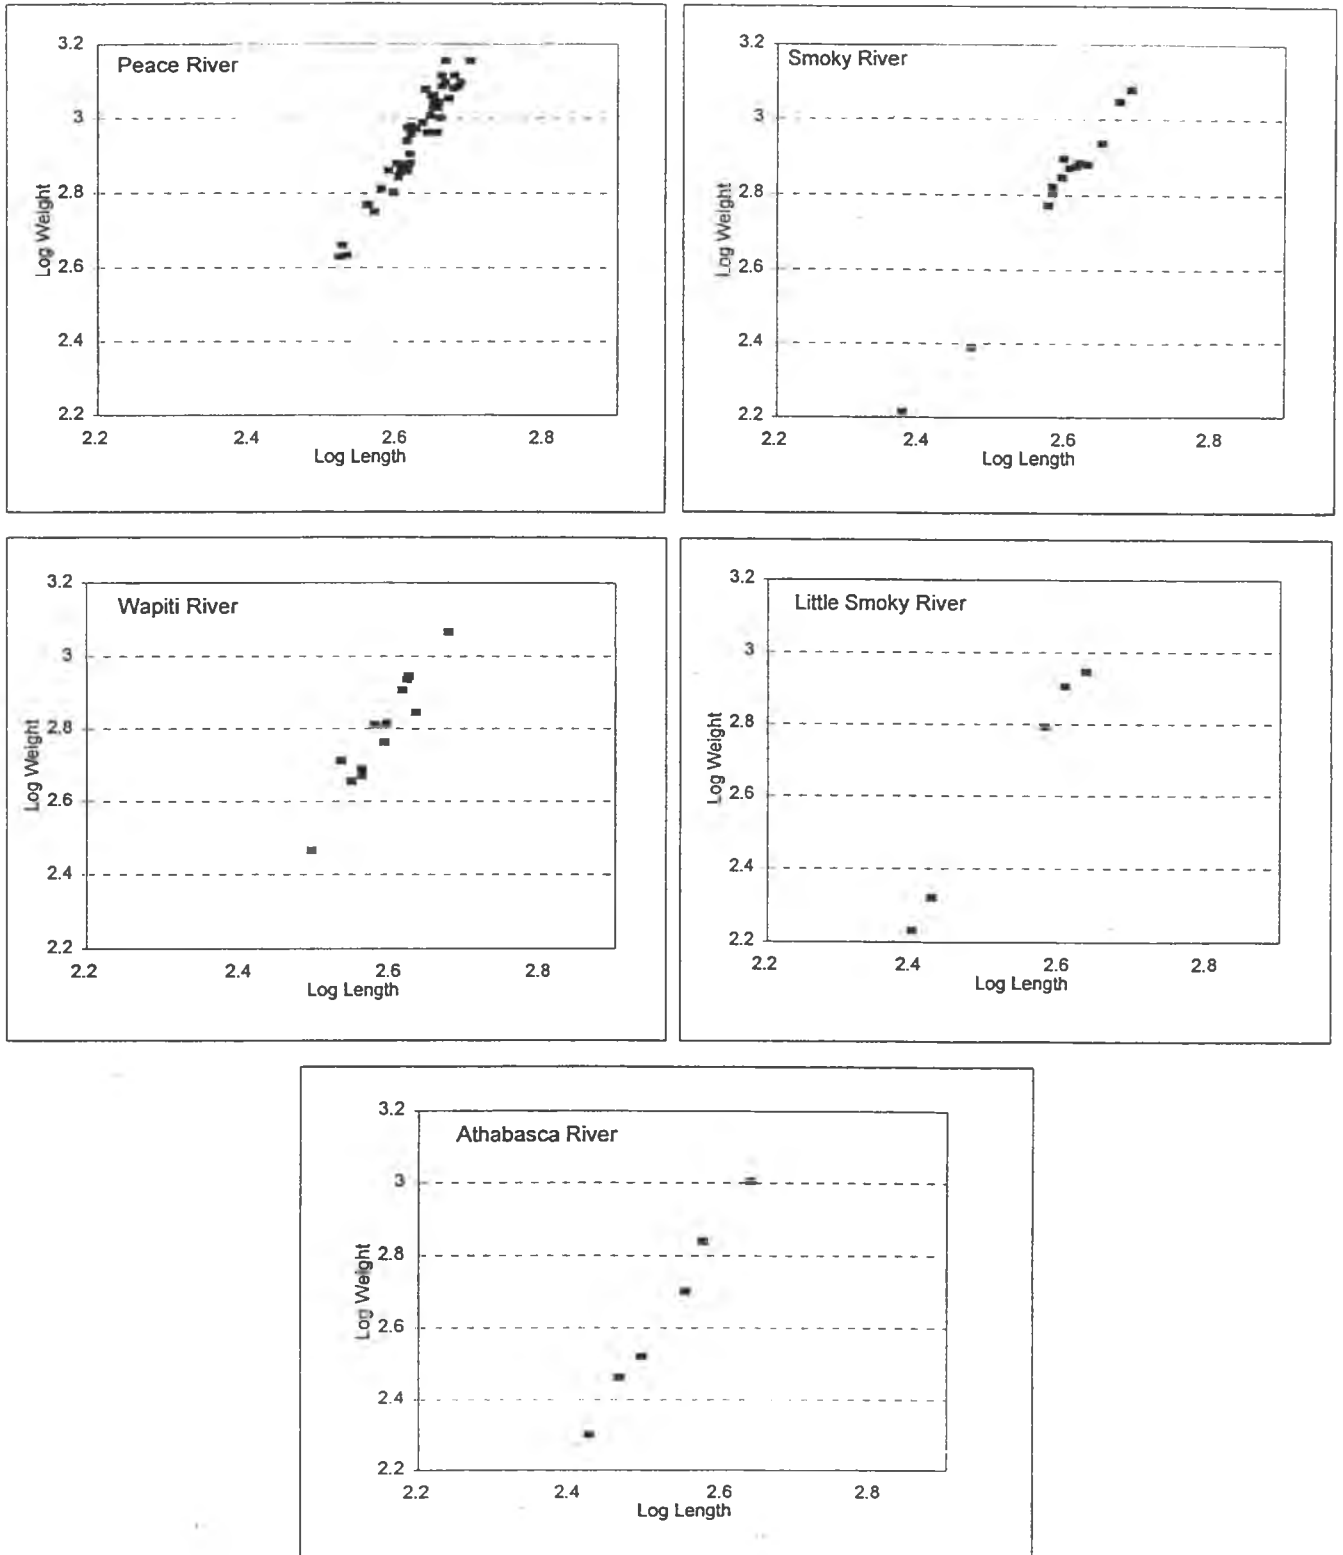 Peace River
3.2
3
2.8
2.6
2.4
2.2
Log Weight
2.2 2.4 2.6 2.8
Log Length
Smoky River
3.2
3
2.8
2.6
2.4
2.2
Log Weight
2.2 2.4 2.6 2.8
Log Length
Wapiti River
3.2
3
2.8
2.6
2.4
2.2
Log Weight
2.2 2.4 2.6 2.8
Log Length
Little Smoky River
3.2
3
2.8
2.6
2.4
2.2
Log Weight
2.2 2.4 2.6 2.8
Log Length
Athabasca River
3.2
3
2.8
2.6
2.4
2.2
Log Weight
2.2 2.4 2.6 2.8
Log Length